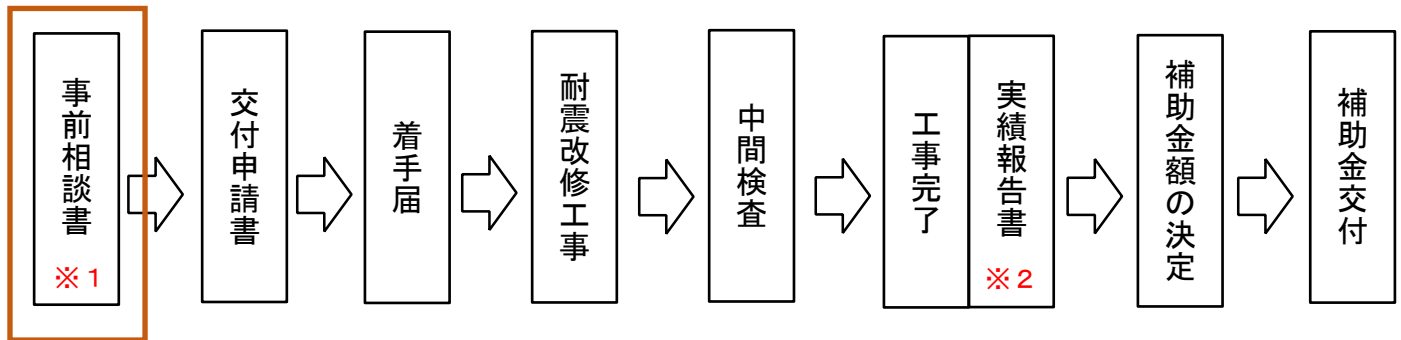 事前相談書
※1
交付申請書
着手届
耐震改修工事
中間検査
工事完了
実績報告書
※2
補助金額の決定
補助金交付